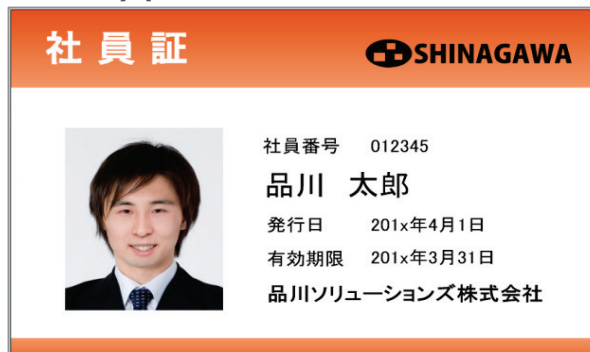 社員証
SHINAGAWA
社員番号 012345
品川 太郎
発行日 201x年4月1日
有効期限 201x年3月31日
品川ソリューションズ株式会社